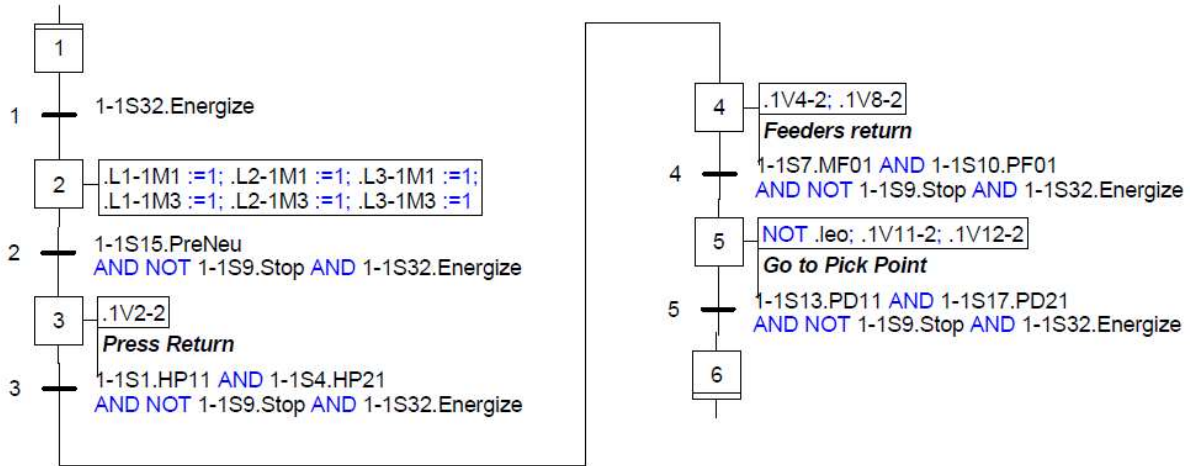 1
1 1-1S32.Energize
2 .L1-1M1 :=1; .L2-1M1 :=1; .L3-1M1 :=1;
.L1-1M3 :=1; .L2-1M3 :=1; .L3-1M3 :=1
2 1-1S15.PreNeu
AND NOT 1-1S9.Stop AND 1-1S32.Energize
3 .1V2-2
Press Return
3 1-1S1.HP11 AND 1-1S4.HP21
AND NOT 1-1S9.Stop AND 1-1S32.Energize
4 .1V4-2; .1V8-2
Feeders return
4 1-1S7.MF01 AND 1-1S10.PF01
AND NOT 1-1S9.Stop AND 1-1S32.Energize
5 NOT .leo; .1V11-2; .1V12-2
Go to Pick Point
5 1-1S13.PD11 AND 1-1S17.PD21
AND NOT 1-1S9.Stop AND 1-1S32.Energize
6